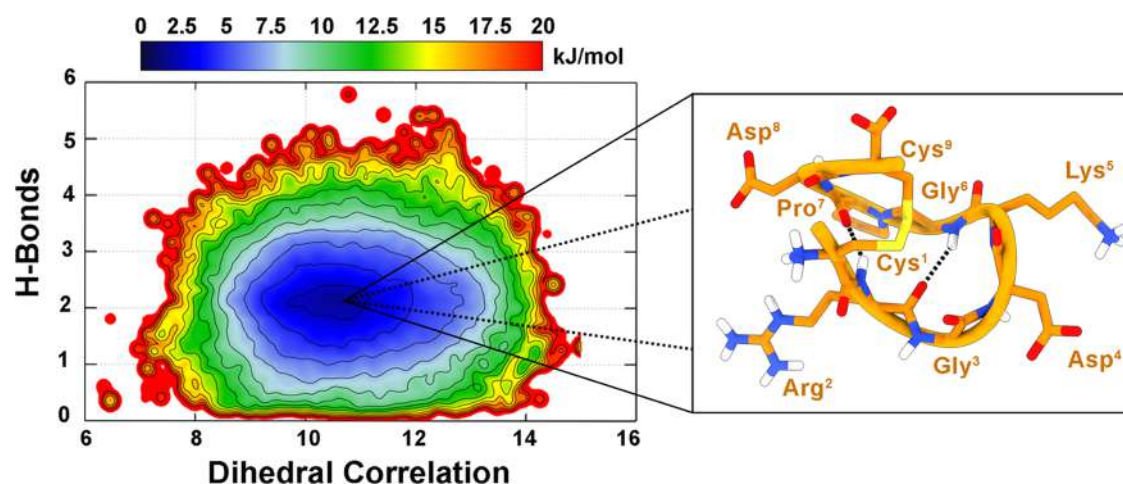 0 2.5 5 7.5 10 12.5 15 17.5 20
kJ/mol
6
5
4
3
2
1
0
H-Bonds
6 8 10 12 14 16
Dihedral Correlation
Asp⁸
Cys⁹
Lys⁵
Gly⁶
Pro⁷
Cys¹
Gly³
Asp⁴
Arg²